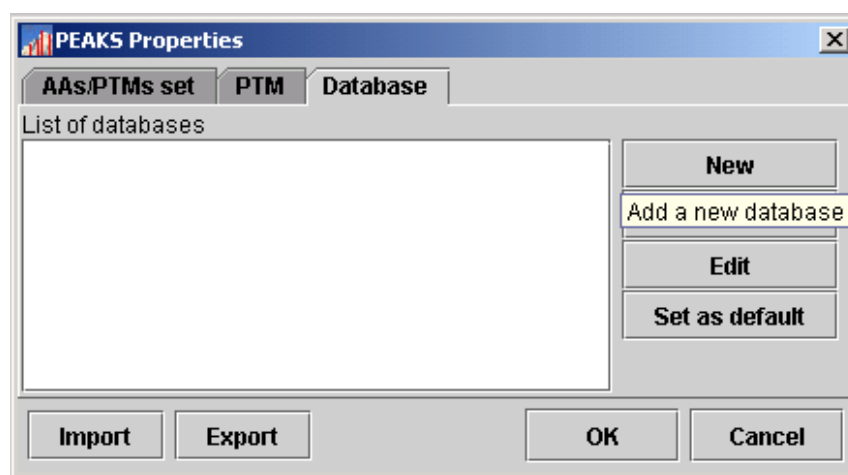 PEAKS Properties
AAs/PTMs set PTM Database
List of databases
New
Add a new database
Edit
Set as default
Import Export OK Cancel